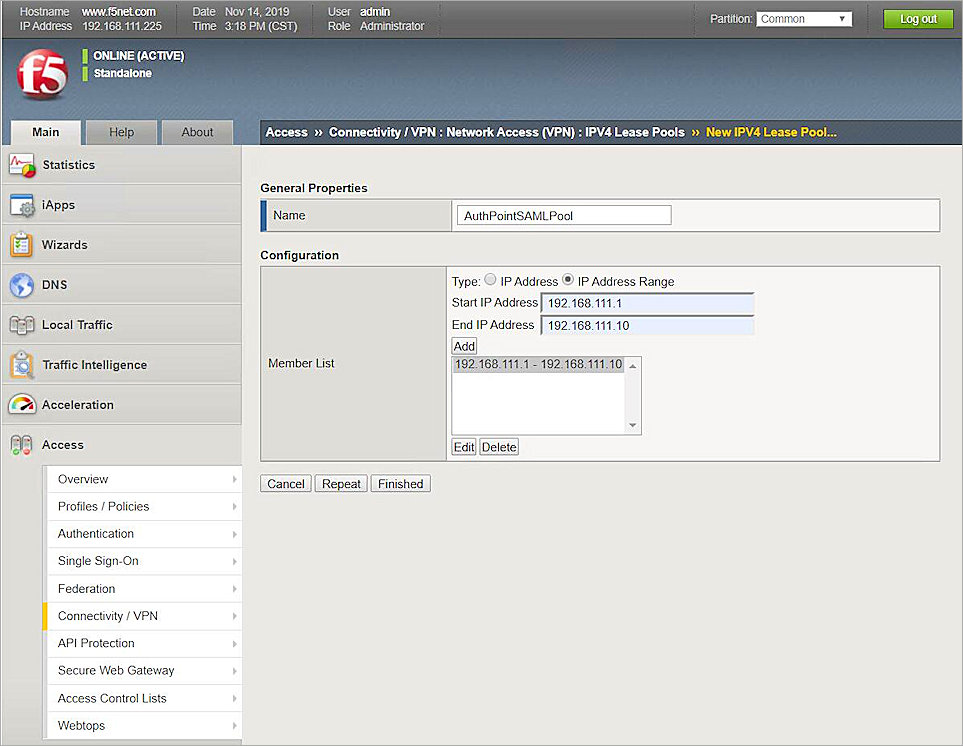 Hostname www.f5net.com Date Nov 14, 2019 User admin Partition: Common Log out
IP Address 192.168.111.225 Time 3:18 PM (CST) Role Administrator
f5
ONLINE (ACTIVE)
Standalone
Main Help About
Access ›› Connectivity / VPN : Network Access (VPN) : IPV4 Lease Pools ›› New IPV4 Lease Pool...
Statistics
iApps
Wizards
DNS
Local Traffic
Traffic Intelligence
Acceleration
Access
Overview
Profiles / Policies
Authentication
Single Sign-On
Federation
Connectivity / VPN
API Protection
Secure Web Gateway
Access Control Lists
Webtops
General Properties
Name AuthPointSAMLPool
Configuration
Member List
Type: IP Address IP Address Range
Start IP Address 192.168.111.1
End IP Address 192.168.111.10
Add
192.168.111.1 - 192.168.111.10
Edit Delete
Cancel Repeat Finished